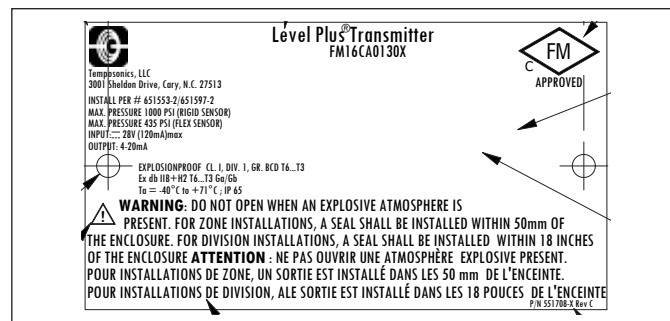 Level Plus® Transmitter
FM16CA0130X
FM
C
APPROVED
Temposonics, LLC
3001 Sheldon Drive, Cary, N.C. 27513
INSTALL PER # 651553-2/651597-2
MAX. PRESSURE 1000 PSI (RIGID SENSOR)
MAX. PRESSURE 435 PSI (FLEX SENSOR)
INPUT: ⎓ 28V (120mA)max
OUTPUT: 4-20mA
EXPLOSIONPROOF CL. I, DIV. 1, GR. BCD T6...T3
Ex db IIB+H2 T6...T3 Ga/Gb
Ta = -40°C to +71°C ; IP 65
WARNING: DO NOT OPEN WHEN AN EXPLOSIVE ATMOSPHERE IS
PRESENT. FOR ZONE INSTALLATIONS, A SEAL SHALL BE INSTALLED WITHIN 50mm OF
THE ENCLOSURE. FOR DIVISION INSTALLATIONS, A SEAL SHALL BE INSTALLED WITHIN 18 INCHES
OF THE ENCLOSURE ATTENTION : NE PAS OUVRIR UNE ATMOSPHÈRE EXPLOSIVE PRESENT.
POUR INSTALLATIONS DE ZONE, UN SORTIE EST INSTALLÉ DANS LES 50 mm DE L'ENCEINTE.
POUR INSTALLATIONS DE DIVISION, ALE SORTIE EST INSTALLÉ DANS LES 18 POUCES DE L'ENCEINTE
P/N 551708-X Rev C